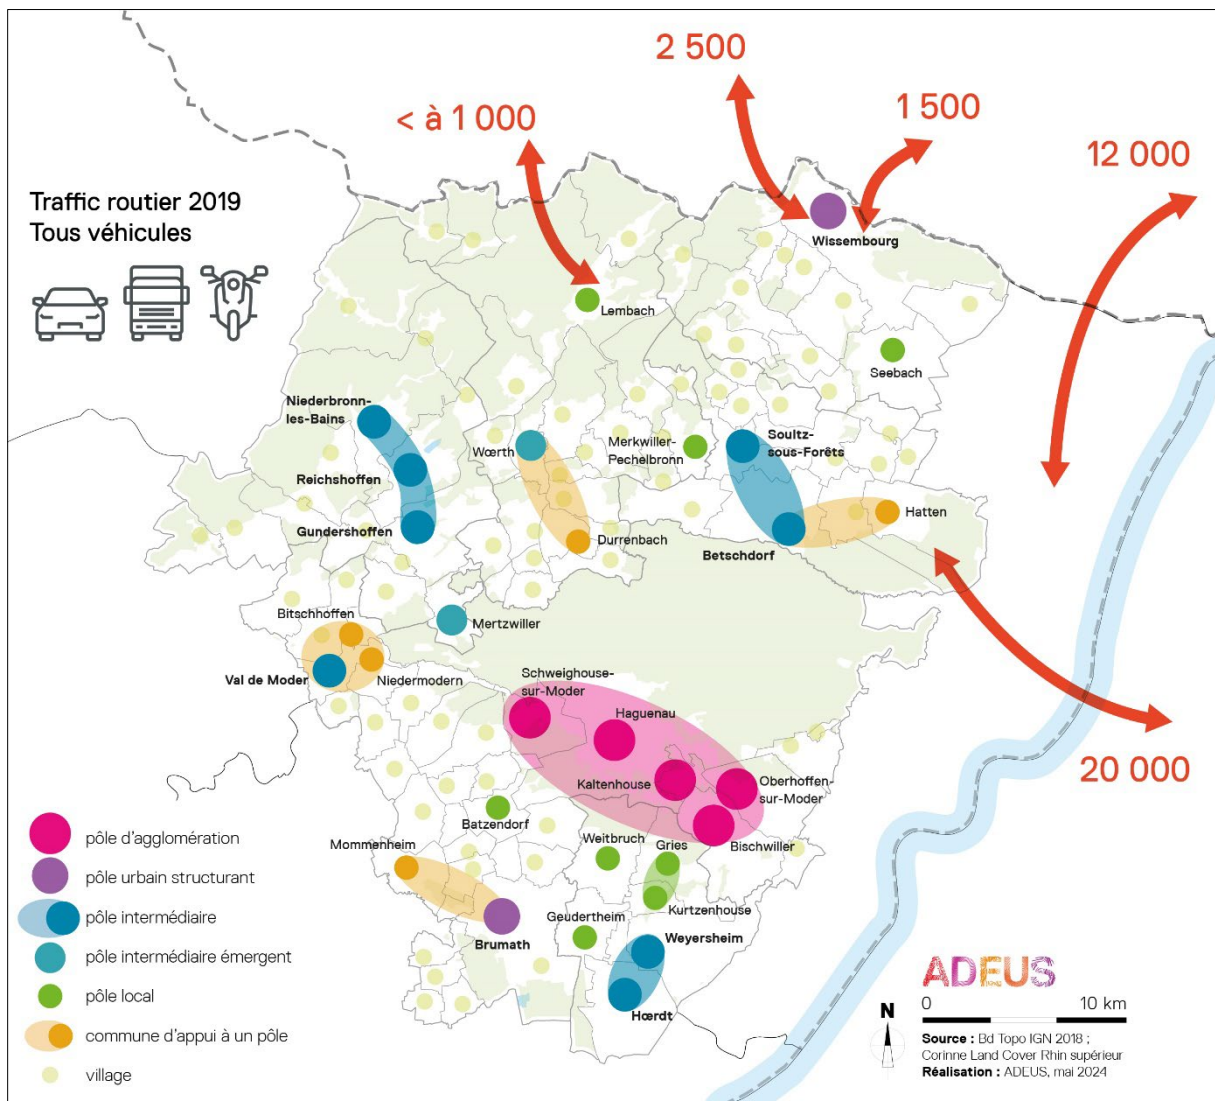 2 500
1 500
< à 1 000
12 000
Traffic routier 2019
Tous véhicules
Wissembourg
Lembach
Seebach
Niederbronn-
les-Bains
Wœrth
Merkwiller-
Pechelbronn
Soultz-
sous-Forêts
Reichshoffen
Gundershoffen
Durrenbach
Hatten
Betschdorf
Bitschhoffen
Mertzwiller
Val de Moder
Niedermodern
Schweighouse-
sur-Moder
Haguenau
20 000
Kaltenhouse
Oberhoffen-
sur-Moder
Batzendorf
Bischwiller
Weitbruch
Gries
Mommenheim
Kurtzenhouse
Geudertheim
Brumath
Weyersheim
Hœrdt
pôle d'agglomération
pôle urbain structurant
pôle intermédiaire
pôle intermédiaire émergent
pôle local
commune d'appui à un pôle
village
ADEUS
N
0 10 km
Source : Bd Topo IGN 2018 ;
Corinne Land Cover Rhin supérieur
Réalisation : ADEUS, mai 2024